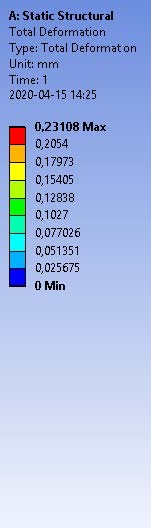 A: Static Structural
Total Deformation
Type: Total Deformation
Unit: mm
Time: 1
2020-04-15 14:25
0,23108 Max
0,2054
0,17973
0,15405
0,12838
0,1027
0,077026
0,051351
0,025675
0 Min